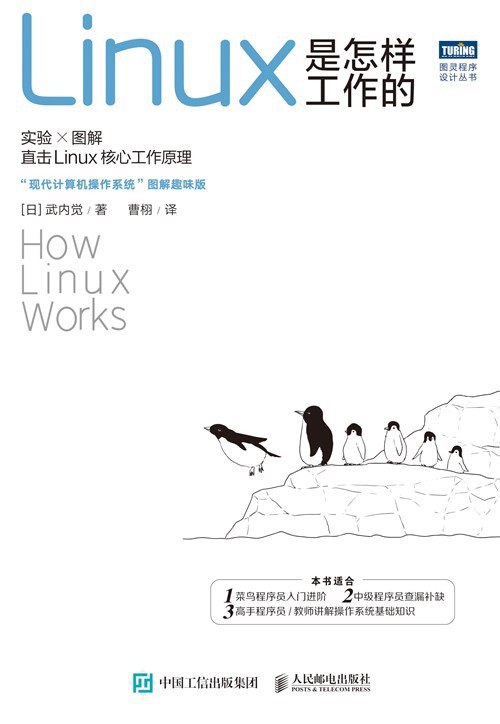 Linux
是怎样
工作的
TURING
图灵程序
设计丛书
实验×图解
直击Linux核心工作原理
“现代计算机操作系统”图解趣味版
[日]武内觉/著 曹栩/译
How
Linux
Works
本书适合
1菜鸟程序员入门进阶 2中级程序员查漏补缺
3高手程序员/教师讲解操作系统基础知识
中国工信出版集团 人民邮电出版社
POSTS & TELECOM PRESS